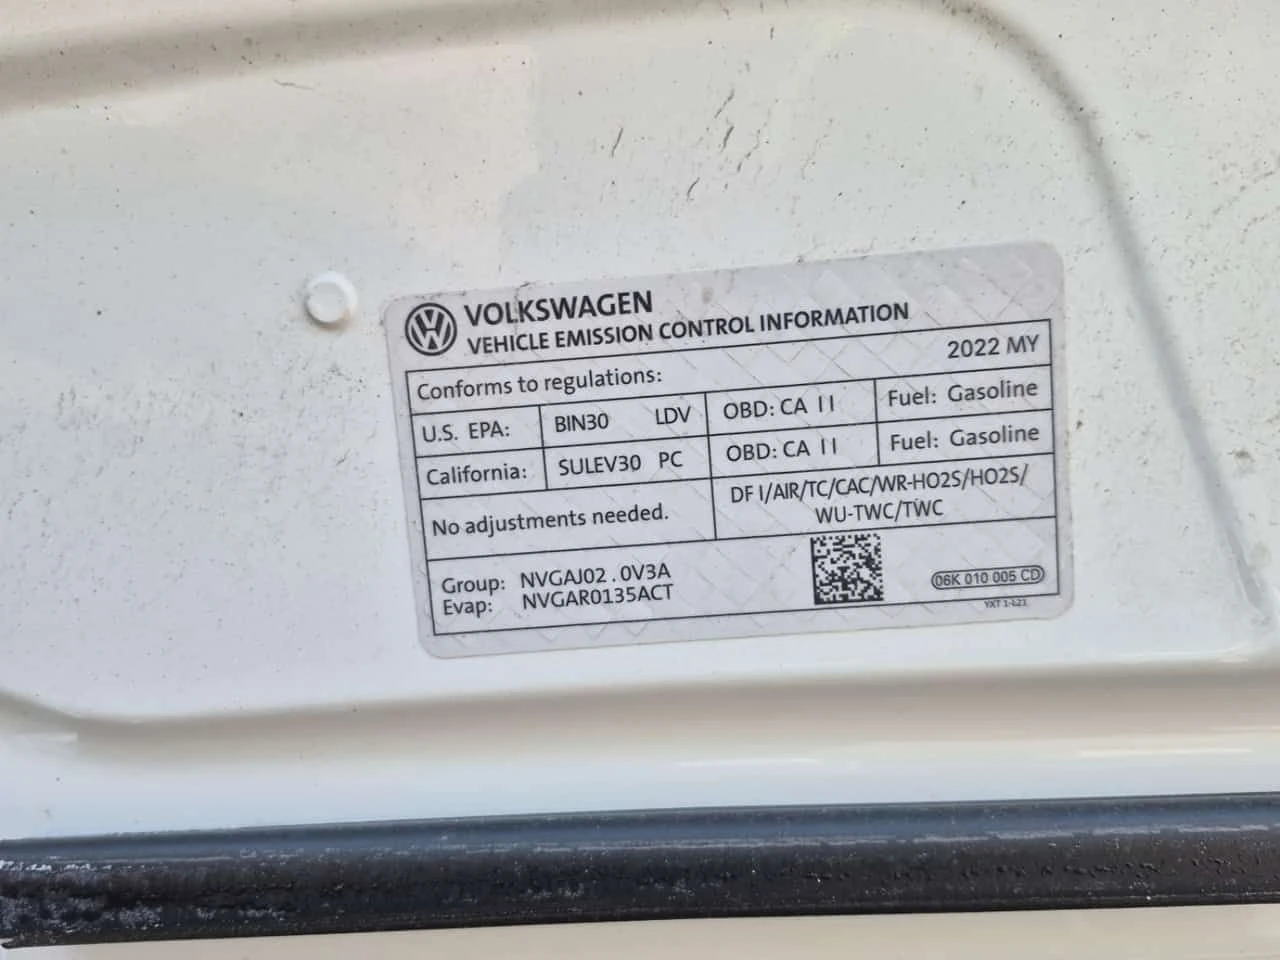 VOLKSWAGEN
VEHICLE EMISSION CONTROL INFORMATION
Conforms to regulations: 2022 MY
U.S. EPA: BIN30 LDV OBD: CA II Fuel: Gasoline
California: SULEV30 PC OBD: CA II Fuel: Gasoline
No adjustments needed.
DF I/AIR/TC/CAC/WR-HO2S/HO2S/
WU-TWC/TWC
Group: NVGAJ02.0V3A
Evap: NVGAR0135ACT
06K 010 005 CD